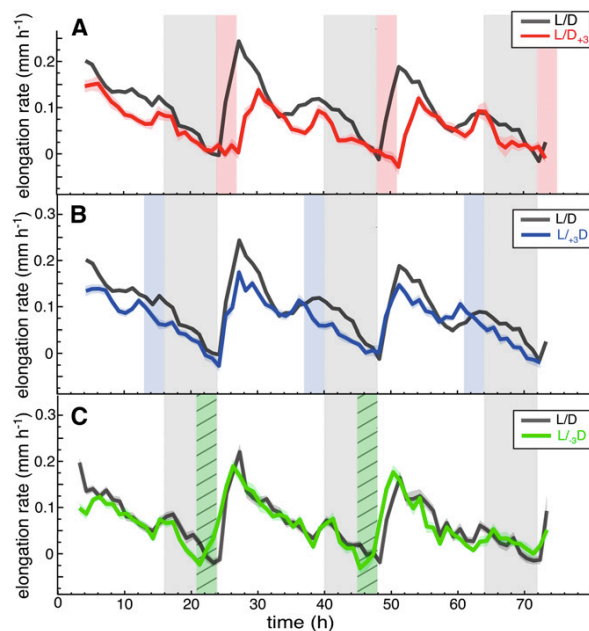 A
L/D
L/D+3
elongation rate (mm h-1)
0.2
0.1
0
B
L/D
L/+3D
elongation rate (mm h-1)
0.3
0.2
0.1
0
C
L/D
L/-3D
elongation rate (mm h-1)
0.3
0.2
0.1
0
0 10 20 30 40 50 60 70
time (h)